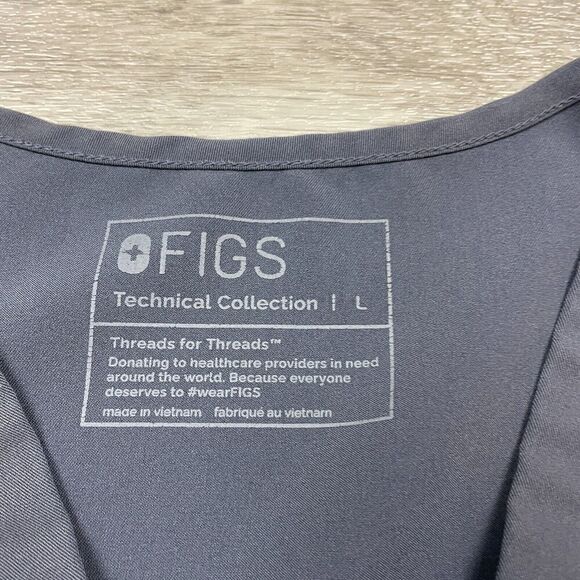 FIGS
Technical Collection | L
Threads for Threads™
Donating to healthcare providers in need
around the world. Because everyone
deserves to #wearFIGS
made in vietnam fabriqué au vietnam